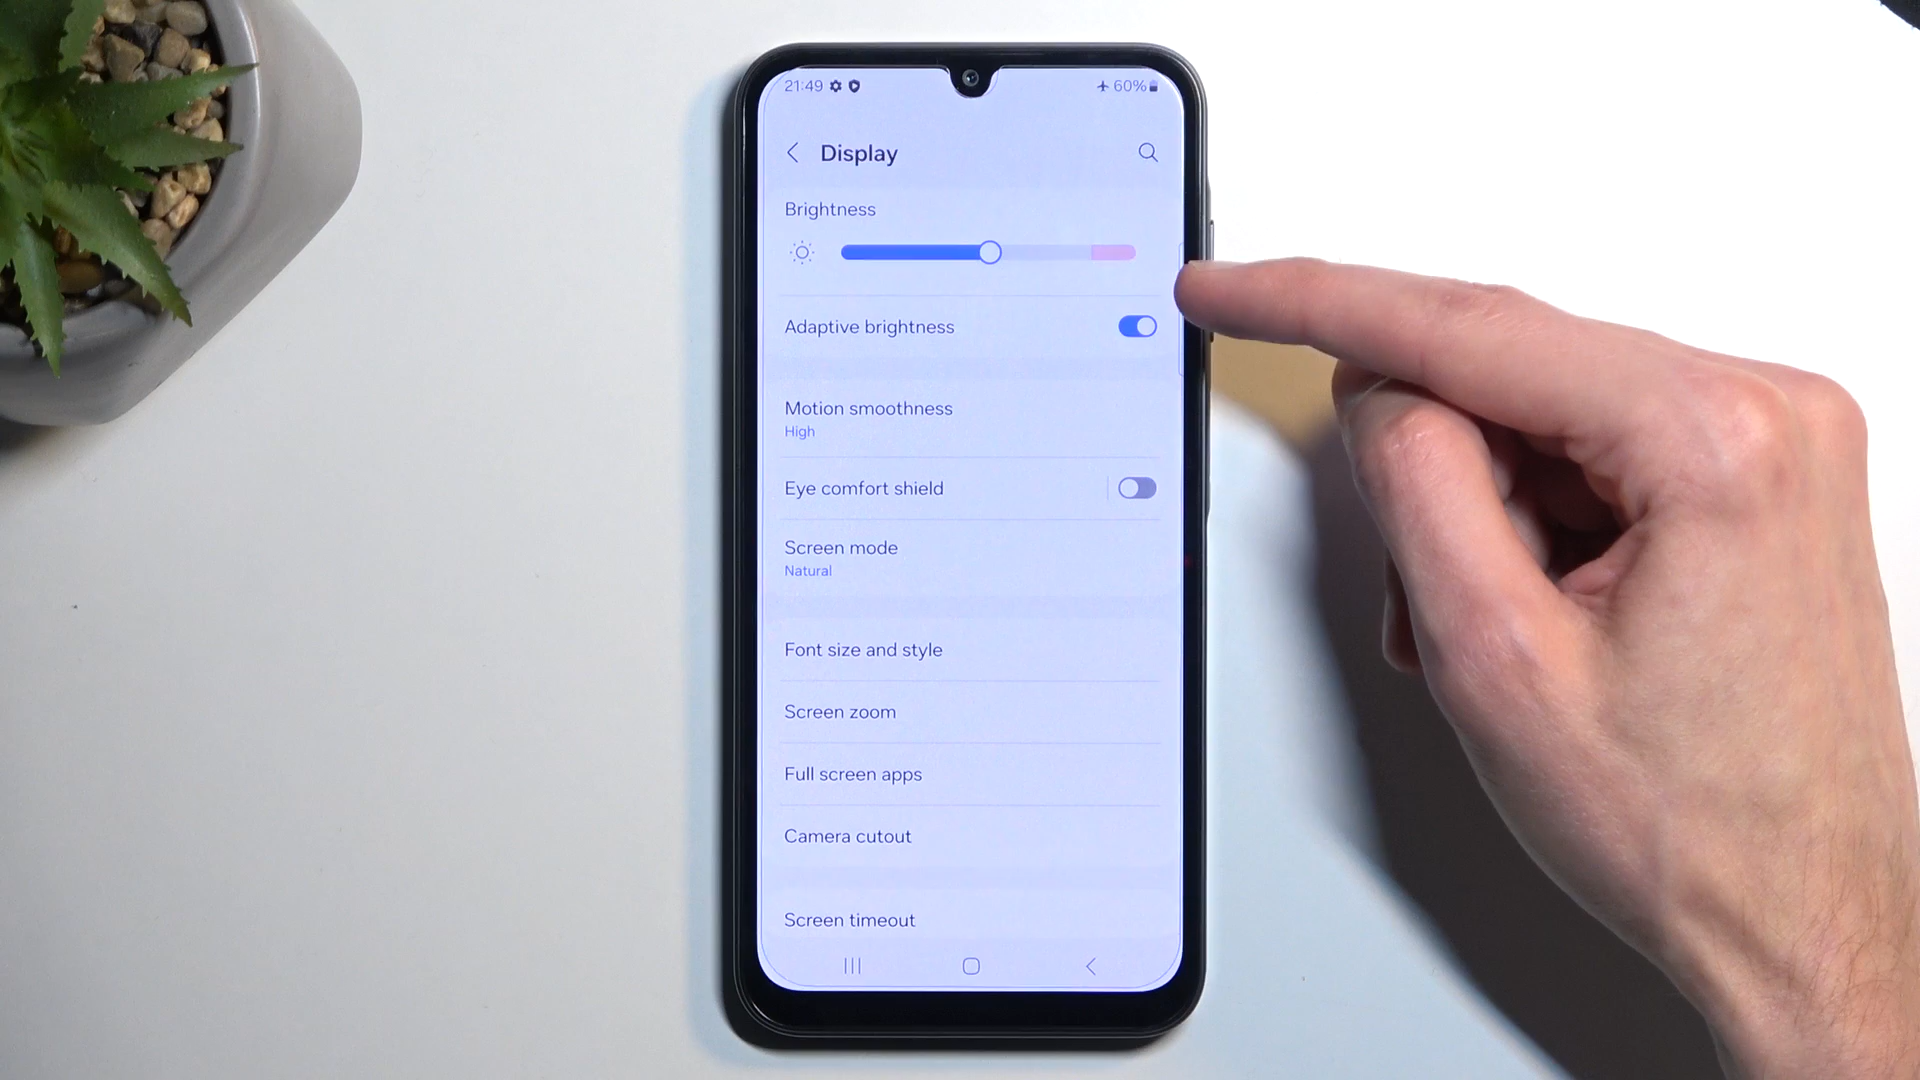 21:49 60%
Display
Brightness
Adaptive brightness
Motion smoothness
High
Eye comfort shield
Screen mode
Natural
Font size and style
Screen zoom
Full screen apps
Camera cutout
Screen timeout